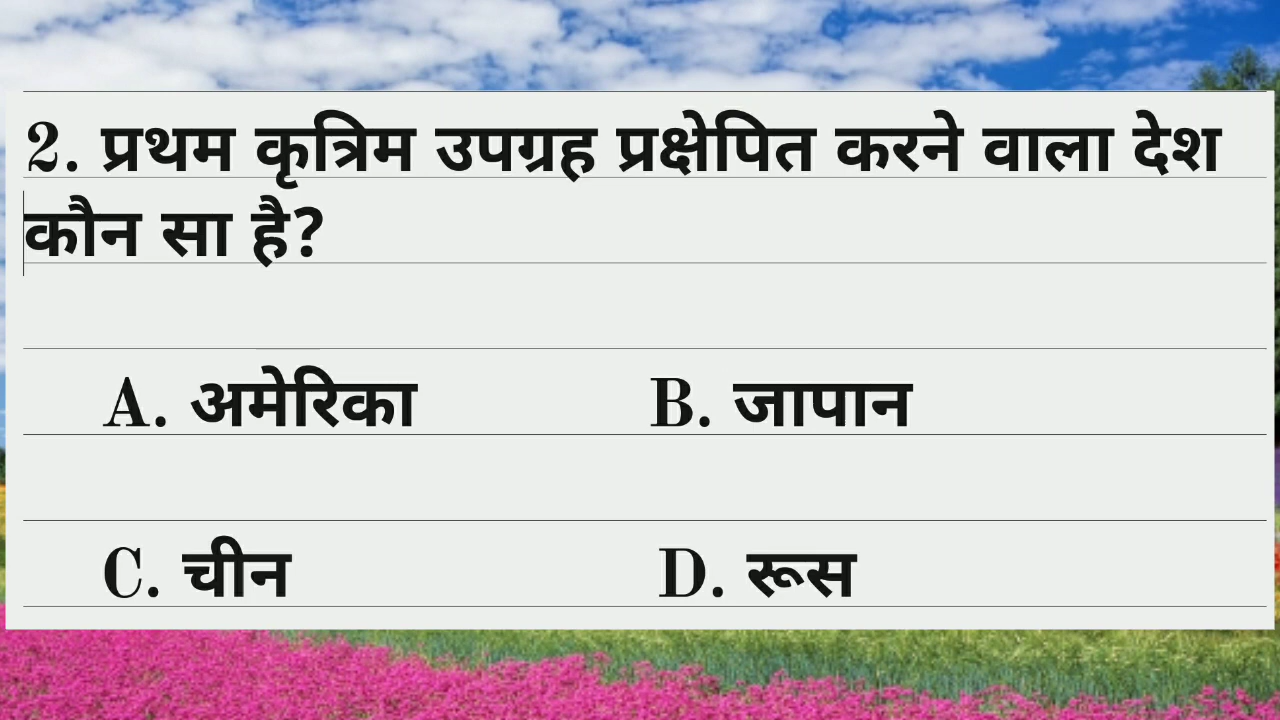 2. प्रथम कृत्रिम उपग्रह प्रक्षेपित करने वाला देश
कौन सा है?
A. अमेरिका B. जापान
C. चीन D. रूस